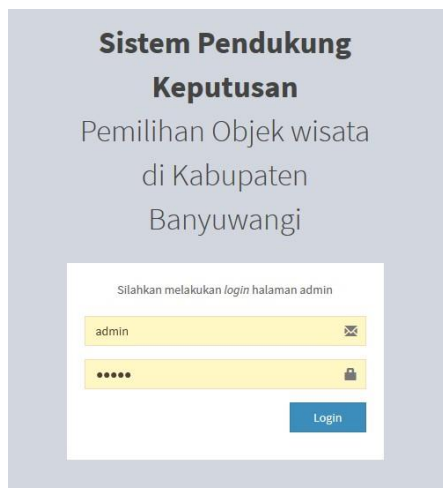 Sistem Pendukung
Keputusan
Pemilihan Objek wisata
di Kabupaten
Banyuwangi
Silahkan melakukan login halaman admin
admin
•••••
Login